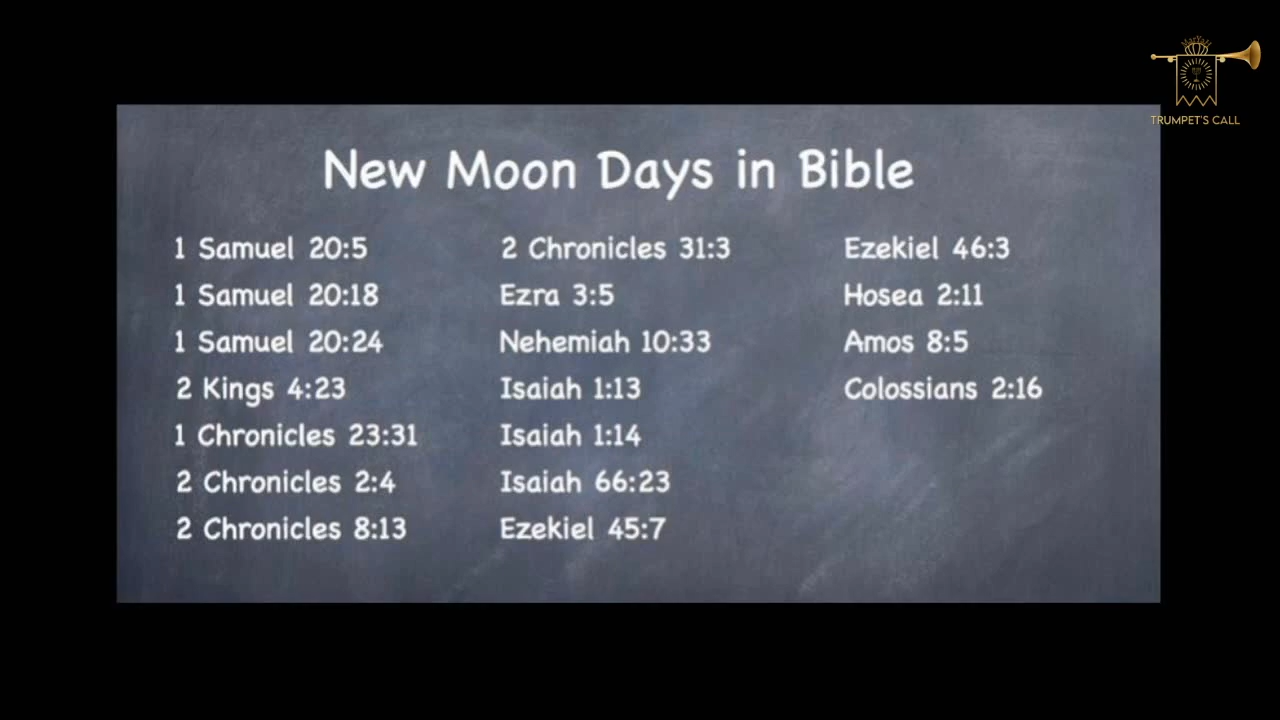 TRUMPET'S CALL
New Moon Days in Bible
1 Samuel 20:5
1 Samuel 20:18
1 Samuel 20:24
2 Kings 4:23
1 Chronicles 23:31
2 Chronicles 2:4
2 Chronicles 8:13
2 Chronicles 31:3
Ezra 3:5
Nehemiah 10:33
Isaiah 1:13
Isaiah 1:14
Isaiah 66:23
Ezekiel 45:7
Ezekiel 46:3
Hosea 2:11
Amos 8:5
Colossians 2:16